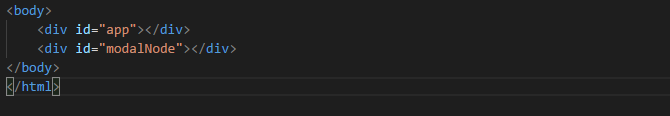 <body>
    <div id="app"></div>
    <div id="modalNode"></div>
</body>
</html>